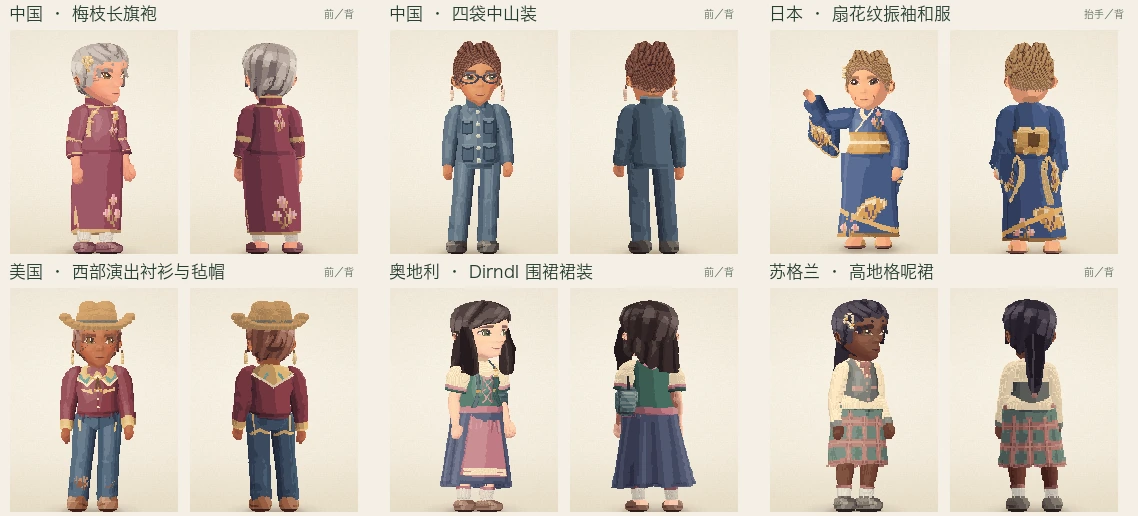 中国 · 梅枝长旗袍 前／背
中国 · 四袋中山装 前／背
日本 · 扇花纹振袖和服 抬手／背
美国 · 西部演出衬衫与毡帽 前／背
奥地利 · Dirndl 围裙裙装 前／背
苏格兰 · 高地格呢裙 前／背